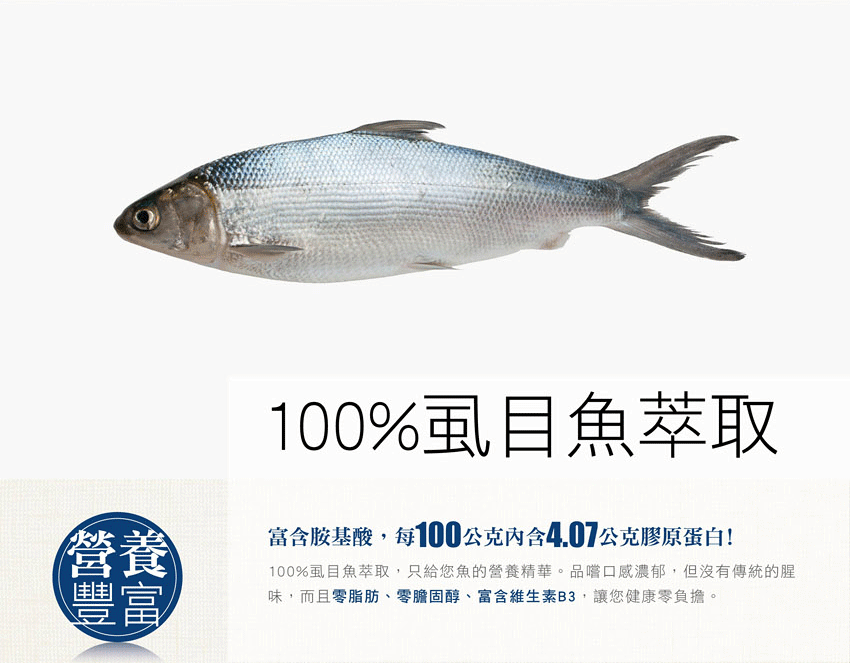 100%虱目魚萃取
營養
豐富
富含胺基酸，每100公克內含4.07公克膠原蛋白!
100%虱目魚萃取，只給您魚的營養精華。品嚐口感濃郁，但沒有傳統的腥
味，而且零脂肪、零膽固醇、富含維生素B3，讓您健康零負擔。